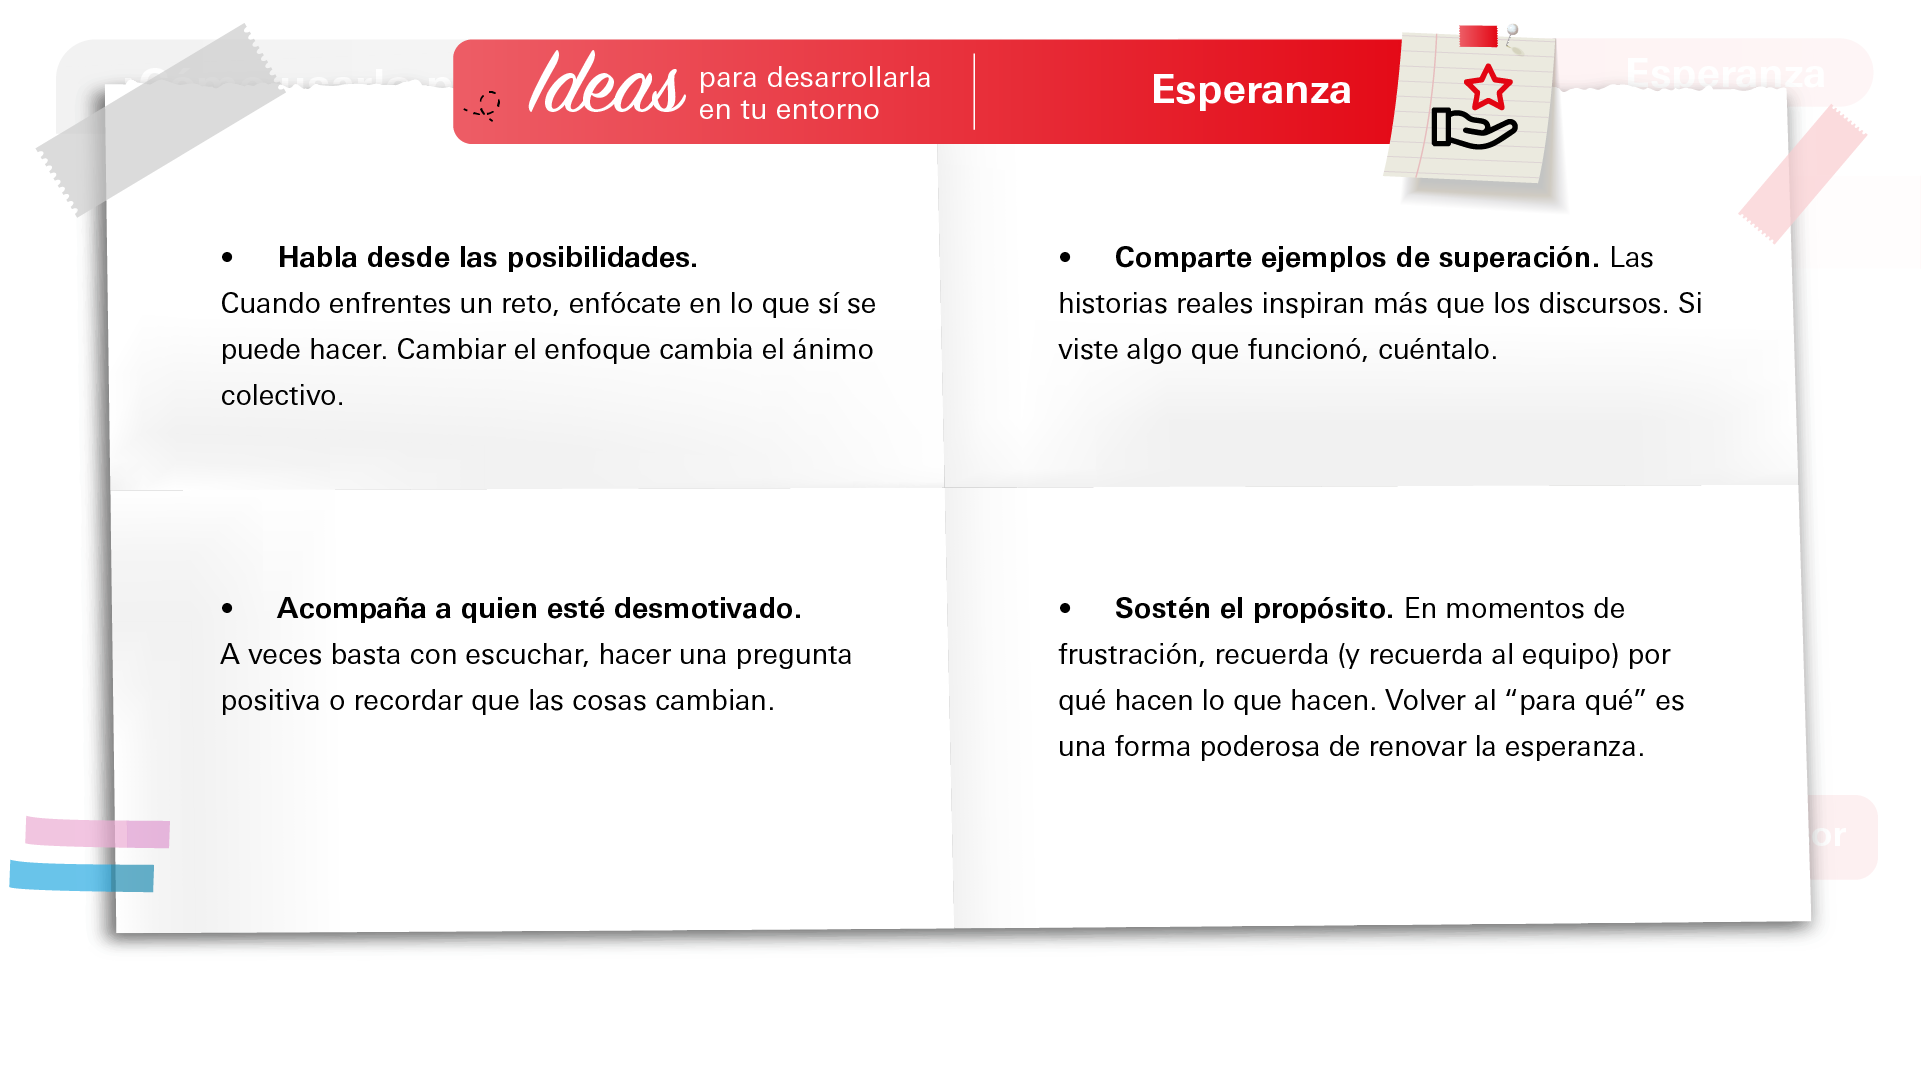 Ideas para desarrollarla
en tu entorno
Esperanza
Esperanza
• Habla desde las posibilidades.
Cuando enfrentes un reto, enfócate en lo que sí se
puede hacer. Cambiar el enfoque cambia el ánimo
colectivo.
• Comparte ejemplos de superación. Las
historias reales inspiran más que los discursos. Si
viste algo que funcionó, cuéntalo.
• Acompaña a quien esté desmotivado.
A veces basta con escuchar, hacer una pregunta
positiva o recordar que las cosas cambian.
• Sostén el propósito. En momentos de
frustración, recuerda (y recuerda al equipo) por
qué hacen lo que hacen. Volver al “para qué” es
una forma poderosa de renovar la esperanza.